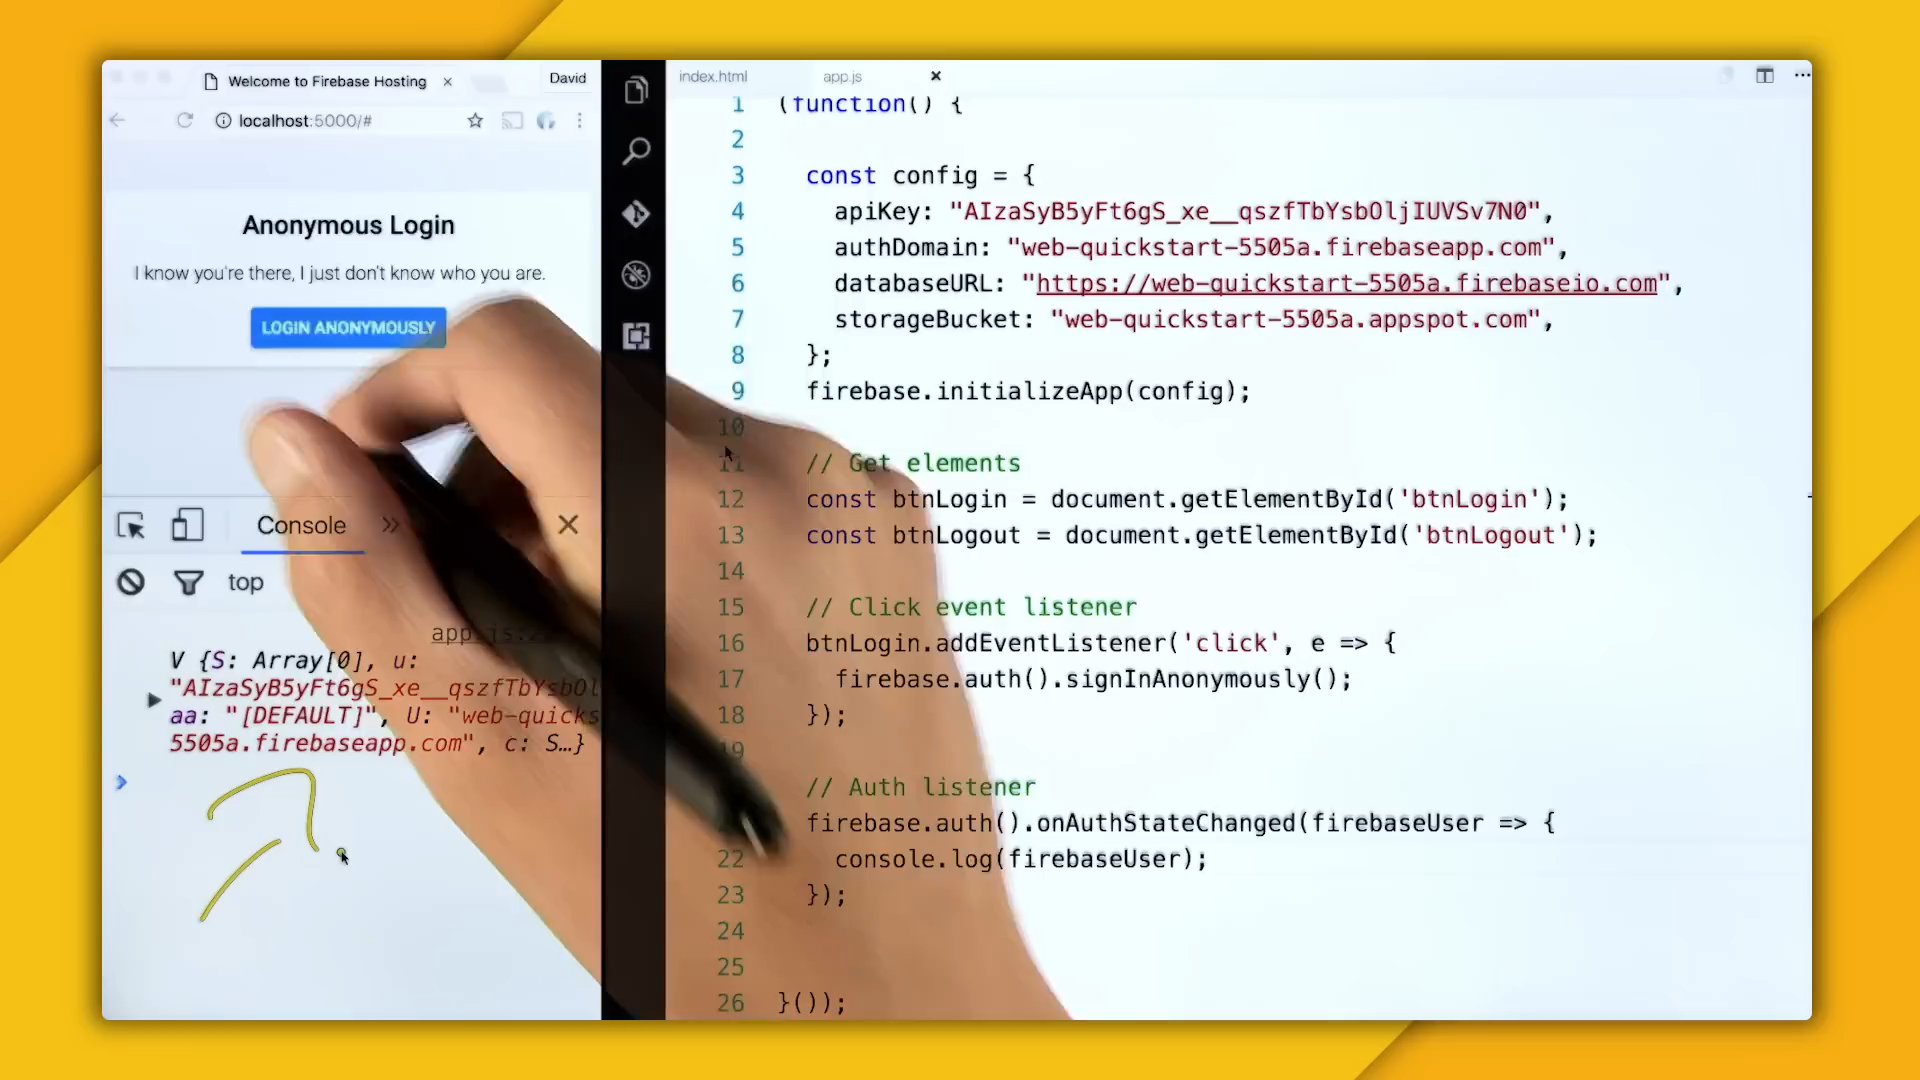 Welcome to Firebase Hosting
David
localhost:5000/#
Anonymous Login
I know you're there, I just don't know who you are.
LOGIN ANONYMOUSLY
Console
top
V {S: Array[0], u:
"AIzaSyB5yFt6gS_xe__qszfTbYsbOl
aa: "[DEFAULT]", U: "web-quicks
5505a.firebaseapp.com", c: S…}
index.html
app.js
1 (function() {
2
3 const config = {
4 apiKey: "AIzaSyB5yFt6gS_xe__qszfTbYsbOljIUVSv7N0",
5 authDomain: "web-quickstart-5505a.firebaseapp.com",
6 databaseURL: "https://web-quickstart-5505a.firebaseio.com",
7 storageBucket: "web-quickstart-5505a.appspot.com",
8 };
9 firebase.initializeApp(config);
10
11 // Get elements
12 const btnLogin = document.getElementById('btnLogin');
13 const btnLogout = document.getElementById('btnLogout');
14
15 // Click event listener
16 btnLogin.addEventListener('click', e => {
17 firebase.auth().signInAnonymously();
18 });
19
// Auth listener
firebase.auth().onAuthStateChanged(firebaseUser => {
22 console.log(firebaseUser);
23 });
24
25
26 }());